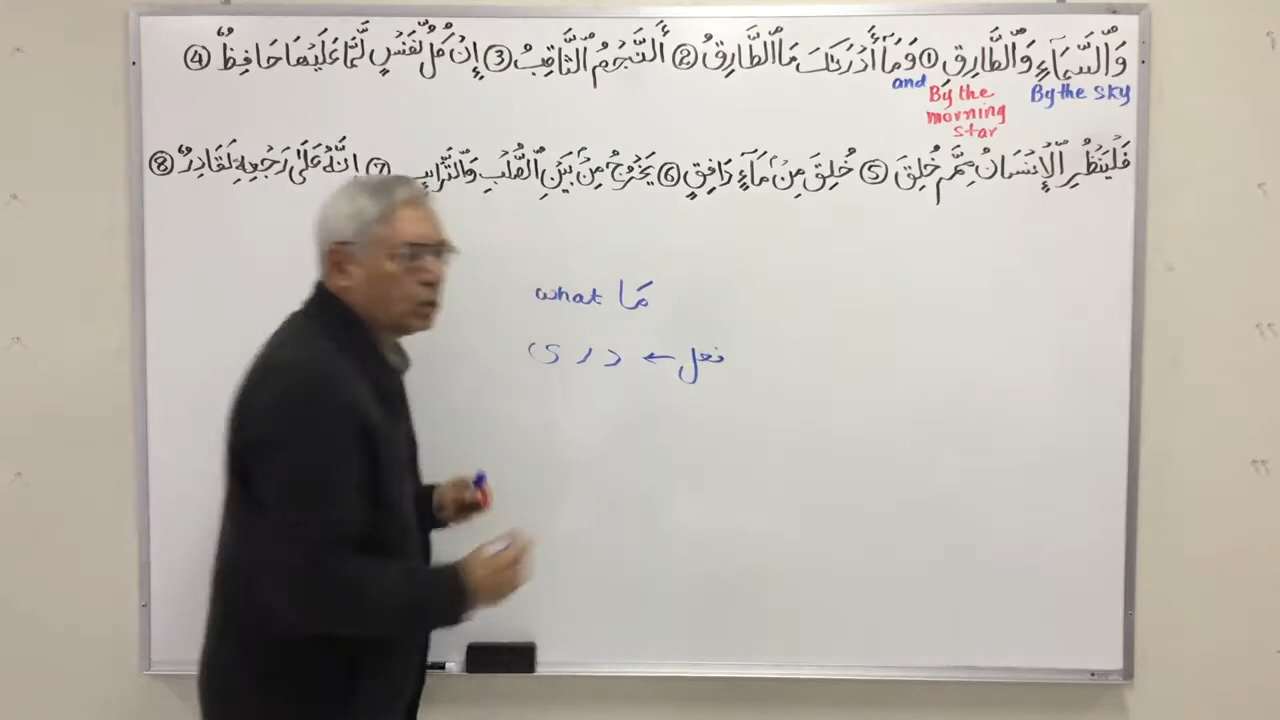 وَٱلسَّمَآءِ وَٱلطَّارِقِ ① وَمَآ أَدْرَىٰكَ مَا ٱلطَّارِقُ ② ٱلنَّجْمُ ٱلثَّاقِبُ ③ إِن كُلُّ نَفْسٍ لَّمَّا عَلَيْهَا حَافِظٌ ④
By the sky and By the morning star
فَلْيَنظُرِ ٱلْإِنسَانُ مِمَّ خُلِقَ ⑤ خُلِقَ مِن مَّآءٍ دَافِقٍ ⑥ يَخْرُجُ مِنۢ بَيْنِ ٱلصُّلْبِ وَٱلتَّرَآئِبِ ⑦ إِنَّهُۥ عَلَىٰ رَجْعِهِۦ لَقَادِرٌ ⑧
مَا what
فعل ← د ر ي